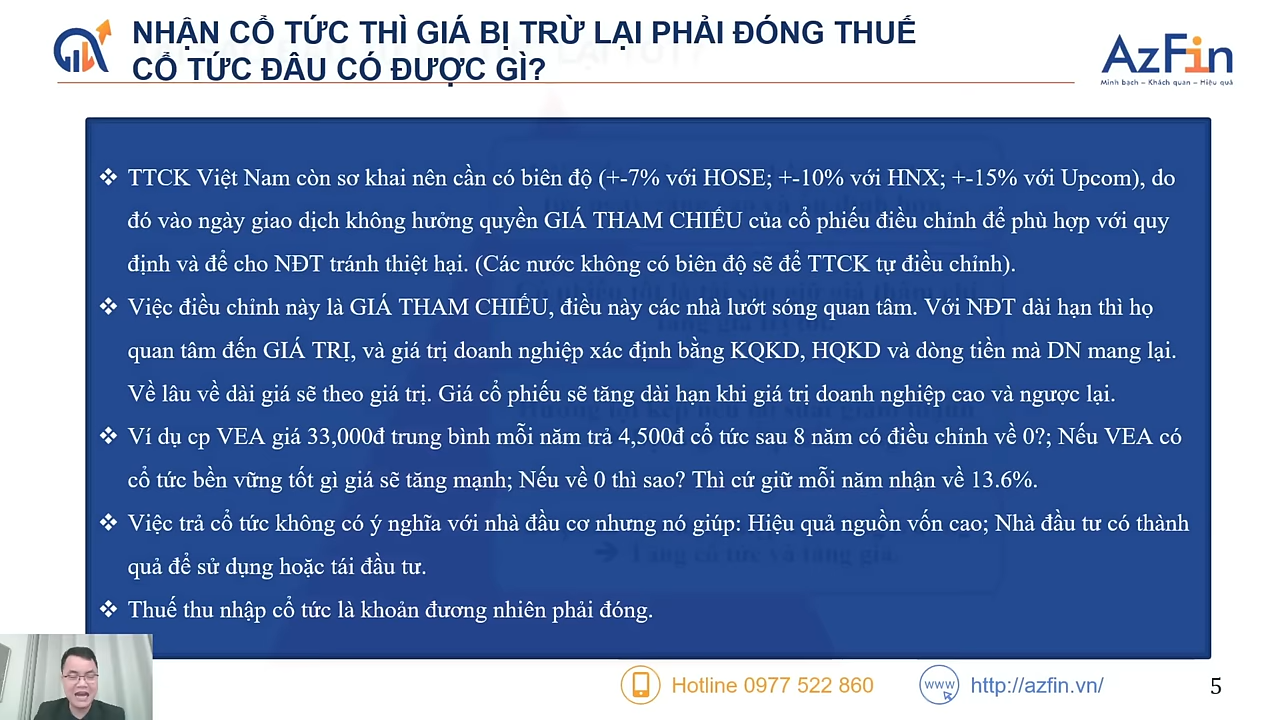 NHẬN CỔ TỨC THÌ GIÁ BỊ TRỪ LẠI PHẢI ĐÓNG THUẾ
CỔ TỨC ĐÂU CÓ ĐƯỢC GÌ?
AzFin
Minh bạch – Khách quan – Hiệu quả
❖ TTCK Việt Nam còn sơ khai nên cần có biên độ (+-7% với HOSE; +-10% với HNX; +-15% với Upcom), do
đó vào ngày giao dịch không hưởng quyền GIÁ THAM CHIẾU của cổ phiếu điều chỉnh để phù hợp với quy
định và để cho NĐT tránh thiệt hại. (Các nước không có biên độ sẽ để TTCK tự điều chỉnh).
❖ Việc điều chỉnh này là GIÁ THAM CHIẾU, điều này các nhà lướt sóng quan tâm. Với NĐT dài hạn thì họ
quan tâm đến GIÁ TRỊ, và giá trị doanh nghiệp xác định bằng KQKD, HQKD và dòng tiền mà DN mang lại.
Về lâu về dài giá sẽ theo giá trị. Giá cổ phiếu sẽ tăng dài hạn khi giá trị doanh nghiệp cao và ngược lại.
❖ Ví dụ cp VEA giá 33,000đ trung bình mỗi năm trả 4,500đ cổ tức sau 8 năm có điều chỉnh về 0?; Nếu VEA có
cổ tức bền vững tốt gì giá sẽ tăng mạnh; Nếu về 0 thì sao? Thì cứ giữ mỗi năm nhận về 13.6%.
❖ Việc trả cổ tức không có ý nghĩa với nhà đầu cơ nhưng nó giúp: Hiệu quả nguồn vốn cao; Nhà đầu tư có thành
quả để sử dụng hoặc tái đầu tư.
❖ Thuế thu nhập cổ tức là khoản đương nhiên phải đóng.
Hotline 0977 522 860
www
http://azfin.vn/
5